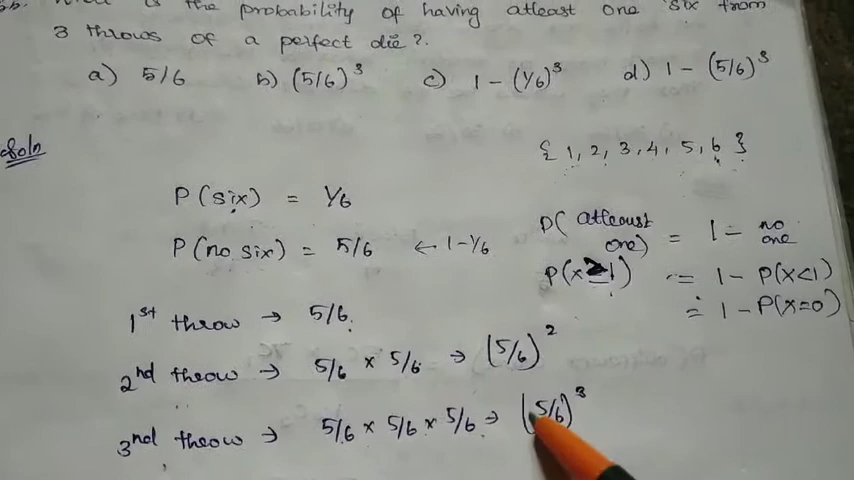 is the probability of having atleast one six from
3 throws of a perfect die?.
a) 5/6 b) (5/6)³ c) 1 - (1/6)³ d) 1 - (5/6)³
Soln
{ 1, 2, 3, 4, 5, 6 }
P(six) = 1/6
P(no six) = 5/6 ← 1-1/6
P( atleast one) = 1 - no one
P(x≥1) = 1 - P(x<1)
= 1 - P(x=0)
1st throw → 5/6.
2nd throw → 5/6 × 5/6 → (5/6)²
3nd throw → 5/6 × 5/6 × 5/6 → (5/6)³